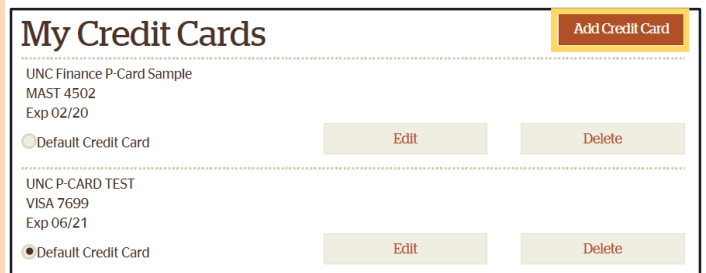 My Credit Cards
Add Credit Card
UNC Finance P-Card Sample
MAST 4502
Exp 02/20
Default Credit Card
Edit
Delete
UNC P-CARD TEST
VISA 7699
Exp 06/21
Default Credit Card
Edit
Delete